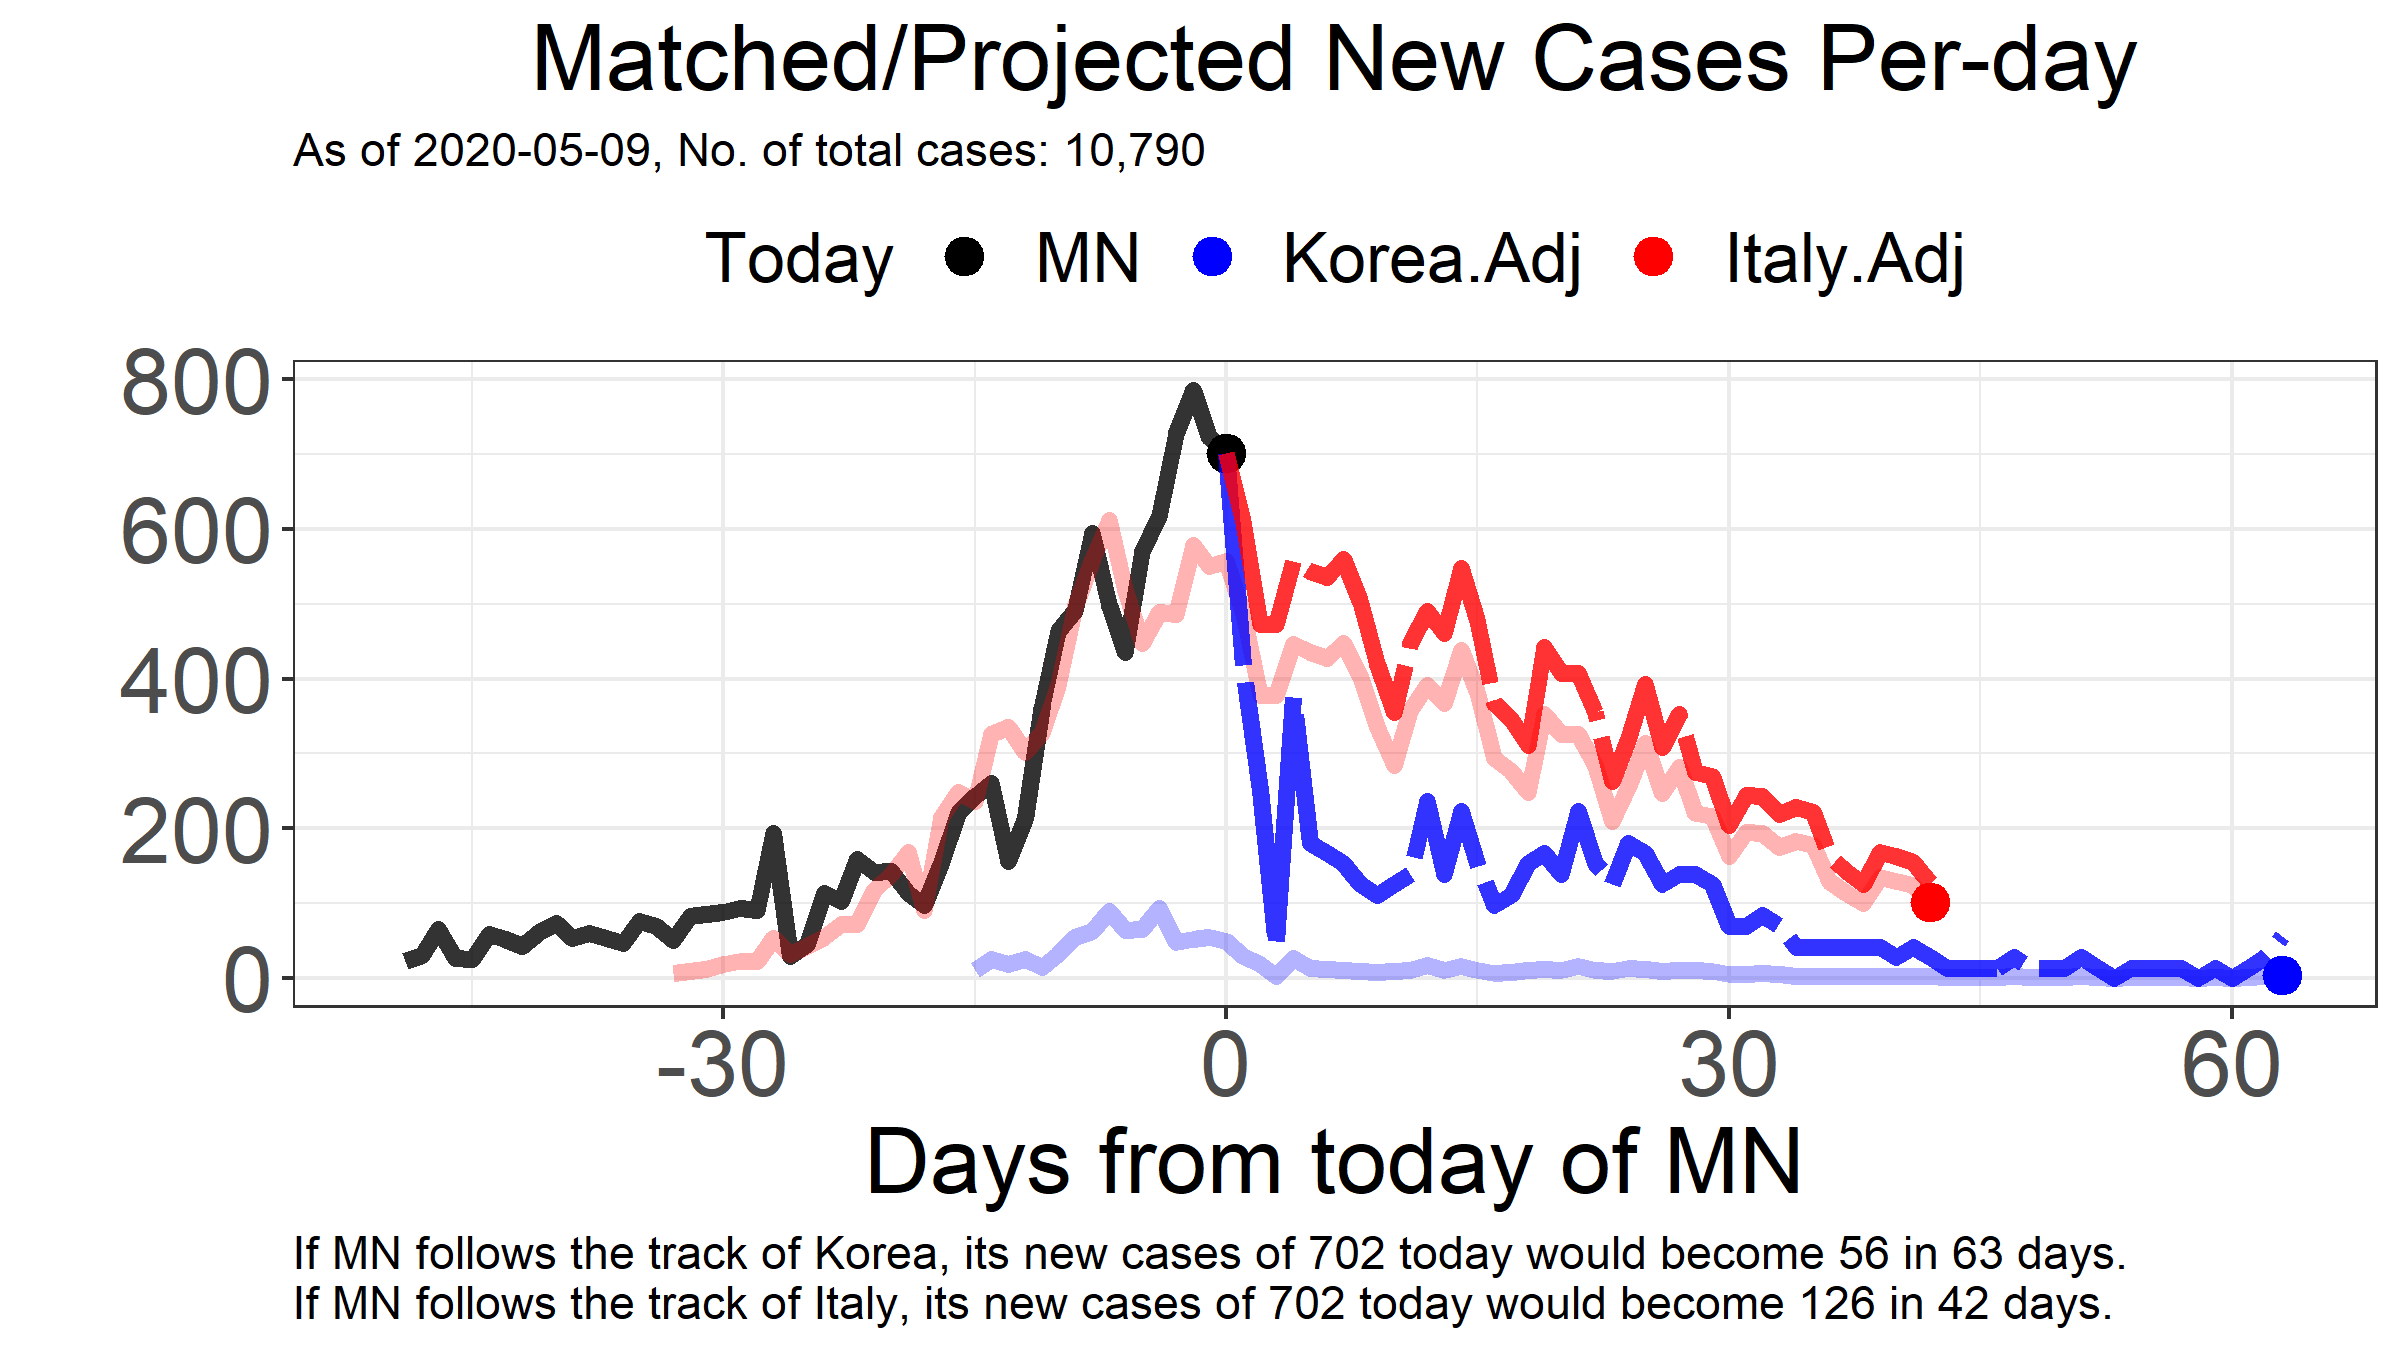 Matched/Projected New Cases Per-day
As of 2020-05-09, No. of total cases: 10,790
Today MN Korea.Adj Italy.Adj
800
600
400
200
0
-30 0 30 60
Days from today of MN
If MN follows the track of Korea, its new cases of 702 today would become 56 in 63 days.
If MN follows the track of Italy, its new cases of 702 today would become 126 in 42 days.